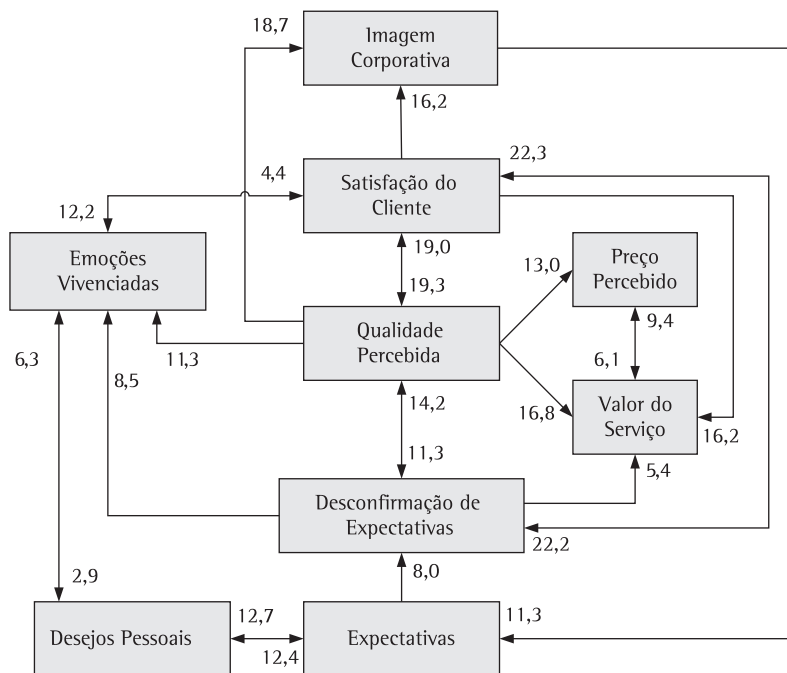 18,7
Imagem
Corporativa
16,2
22,3
4,4
Satisfação do
Cliente
12,2
19,0
Emoções
Vivenciadas
13,0
Preço
Percebido
19,3
9,4
Qualidade
Percebida
6,3
11,3
8,5
6,1
14,2
16,8
Valor do
Serviço
16,2
11,3
5,4
Desconfirmação de
Expectativas
22,2
8,0
2,9
12,7
11,3
Desejos Pessoais
Expectativas
12,4